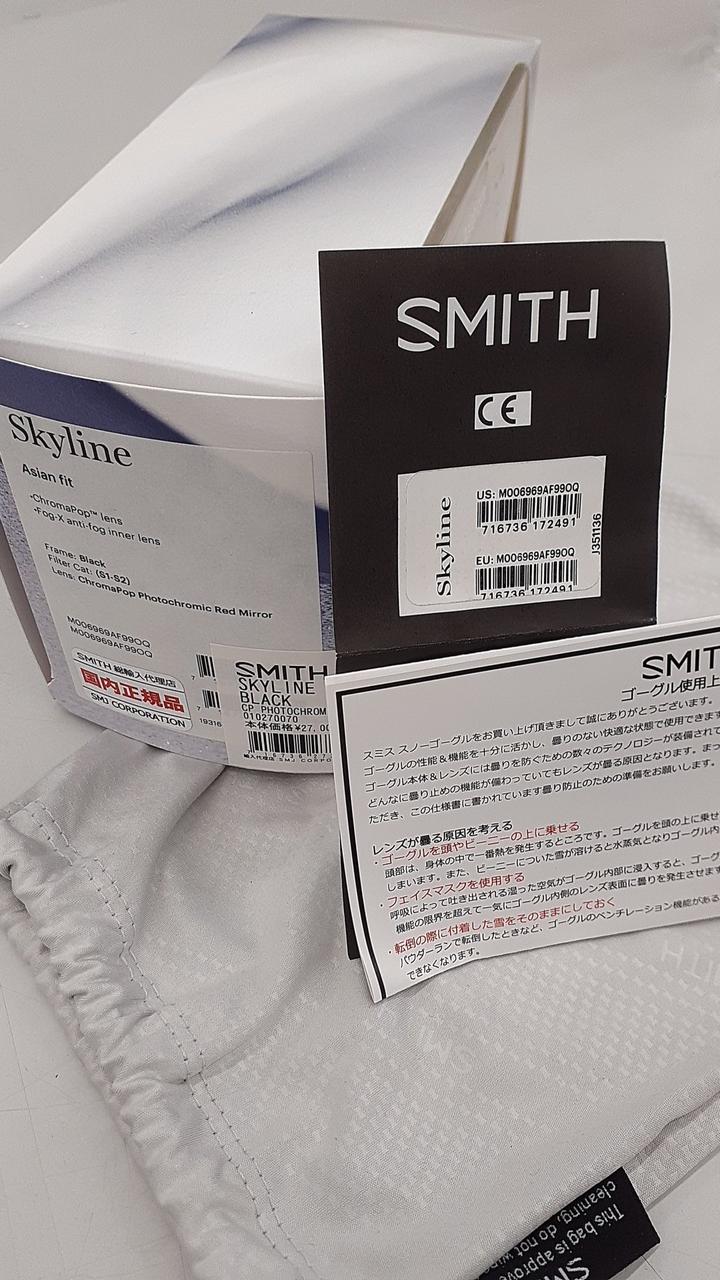 Skyline
Asian fit
•ChromaPop™ lens
•Fog-X anti-fog inner lens
Frame: Black
Filter Cat: (S1-S2)
Lens: ChromaPop Photochromic Red Mirror
M006969AF99OQ
M006969AF99OQ
SMITH 総輸入代理店
国内正規品
SMJ CORPORATION
7
7
19316
SMITH
SKYLINE
BLACK
CP PHOTOCHROM
010270070
本体価格¥27,00
輸入代理店 SMJ CORPO
SMITH
CE
Skyline
US: M006969AF99OQ
716736 172491
EU: M006969AF99OQ
716736 172491
J351136
SMIT
ゴーグル使用上
スミス スノーゴーグルをお買い上げ頂きまして誠にありがとうございます。
ゴーグルの性能&機能を十分に活かし、曇りのない快適な状態で使用できます
ゴーグル本体&レンズには曇りを防ぐための数々のテクノロジーが装備されて
どんなに曇り止めの機能が備わっていてもレンズが曇る原因となります。まっ
ただき、この仕様書に書かれています曇り防止のための準備をお願いします。
レンズが曇る原因を考える
・ゴーグルを頭やビーニーの上に乗せる
頭部は、身体の中で一番熱を発生するところです。ゴーグルを頭の上に乗せ
しまいます。また、ビーニーについた雪が溶けると水蒸気となりゴーグル内
・フェイスマスクを使用する
呼吸によって吐き出される湿った空気がゴーグル内部に浸入すると、ゴーグ
機能の限界を超えて一気にゴーグル内側のレンズ表面に曇りを発生させます
・転倒の際に付着した雪をそのままにしておく
パウダーランで転倒したときなど、ゴーグルのベンチレーション機能がある
できなくなります。
This bag is approve
cleaning, do not wip
SM